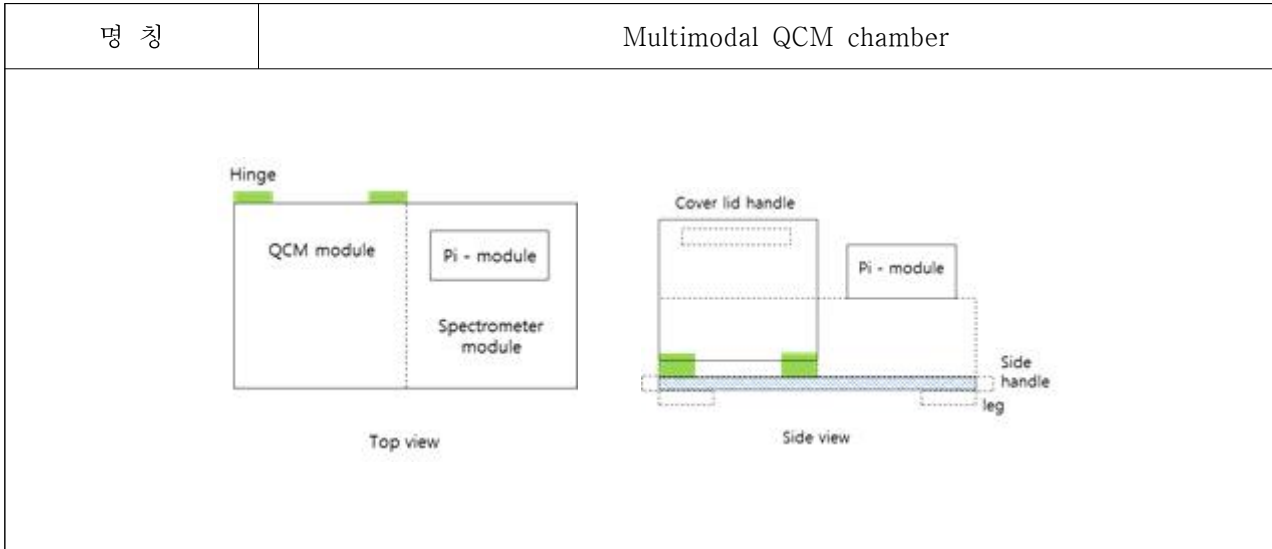 명 칭
Multimodal QCM chamber
Hinge
QCM module
Pi - module
Spectrometer
module
Top view
Cover lid handle
Pi - module
Side
handle
leg
Side view